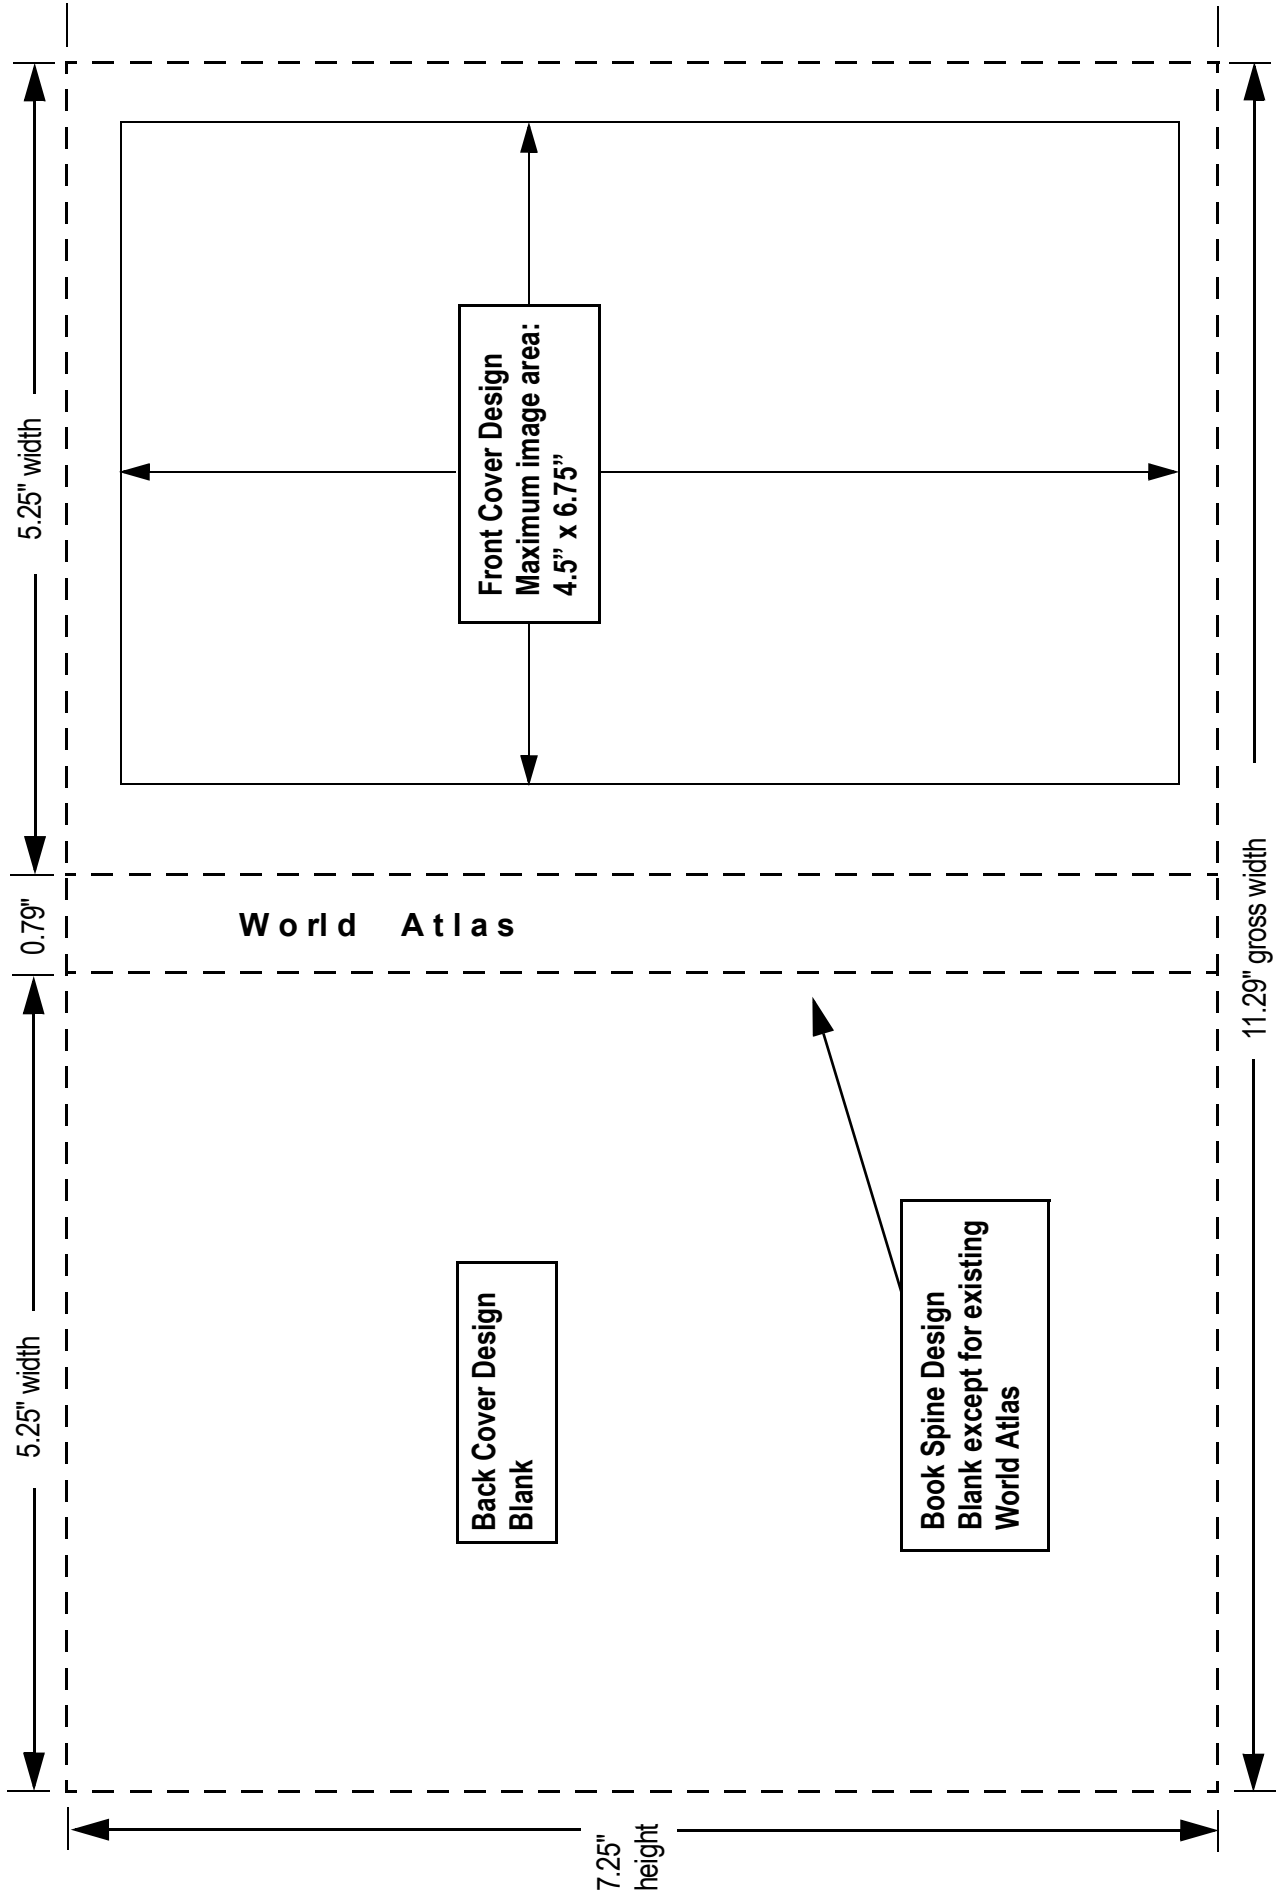 5.25" width
0.79"
5.25" width
Front Cover Design
Maximum image area:
4.5” x 6.75”
World Atlas
Back Cover Design
Blank
Book Spine Design
Blank except for existing
World Atlas
11.29" gross width
7.25"
height